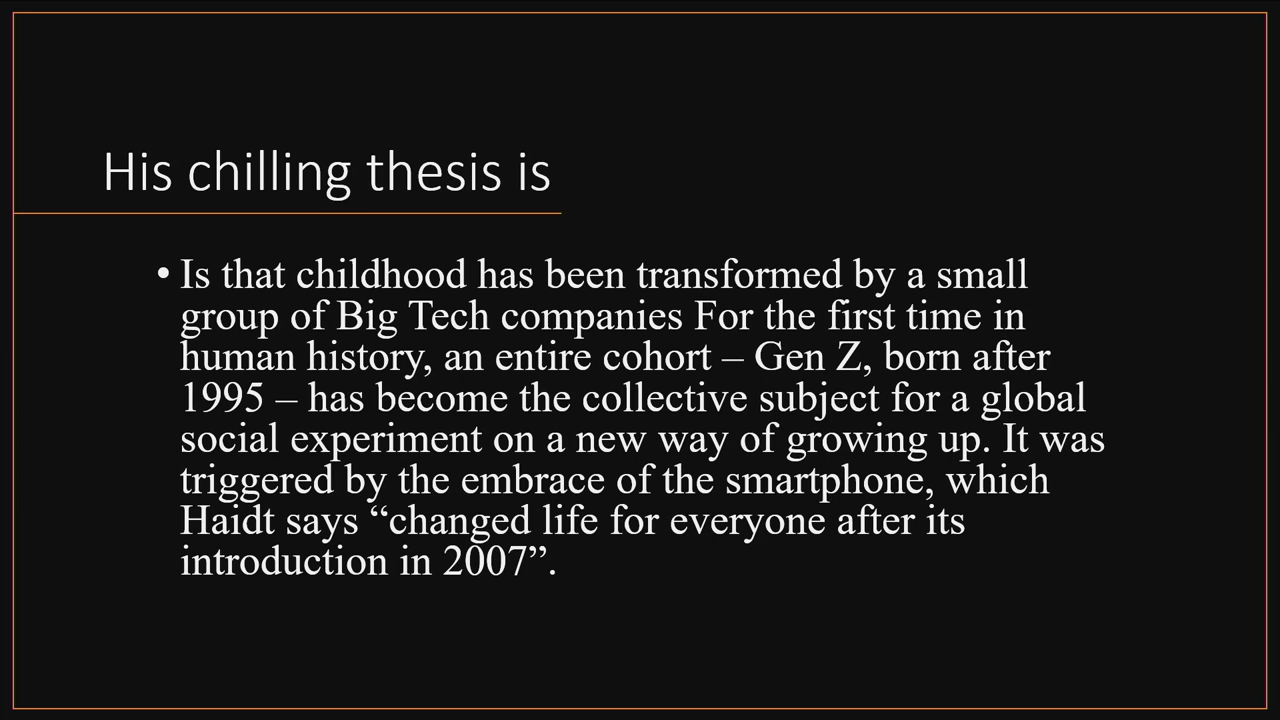 His chilling thesis is
• Is that childhood has been transformed by a small
group of Big Tech companies For the first time in
human history, an entire cohort – Gen Z, born after
1995 – has become the collective subject for a global
social experiment on a new way of growing up. It was
triggered by the embrace of the smartphone, which
Haidt says “changed life for everyone after its
introduction in 2007”.